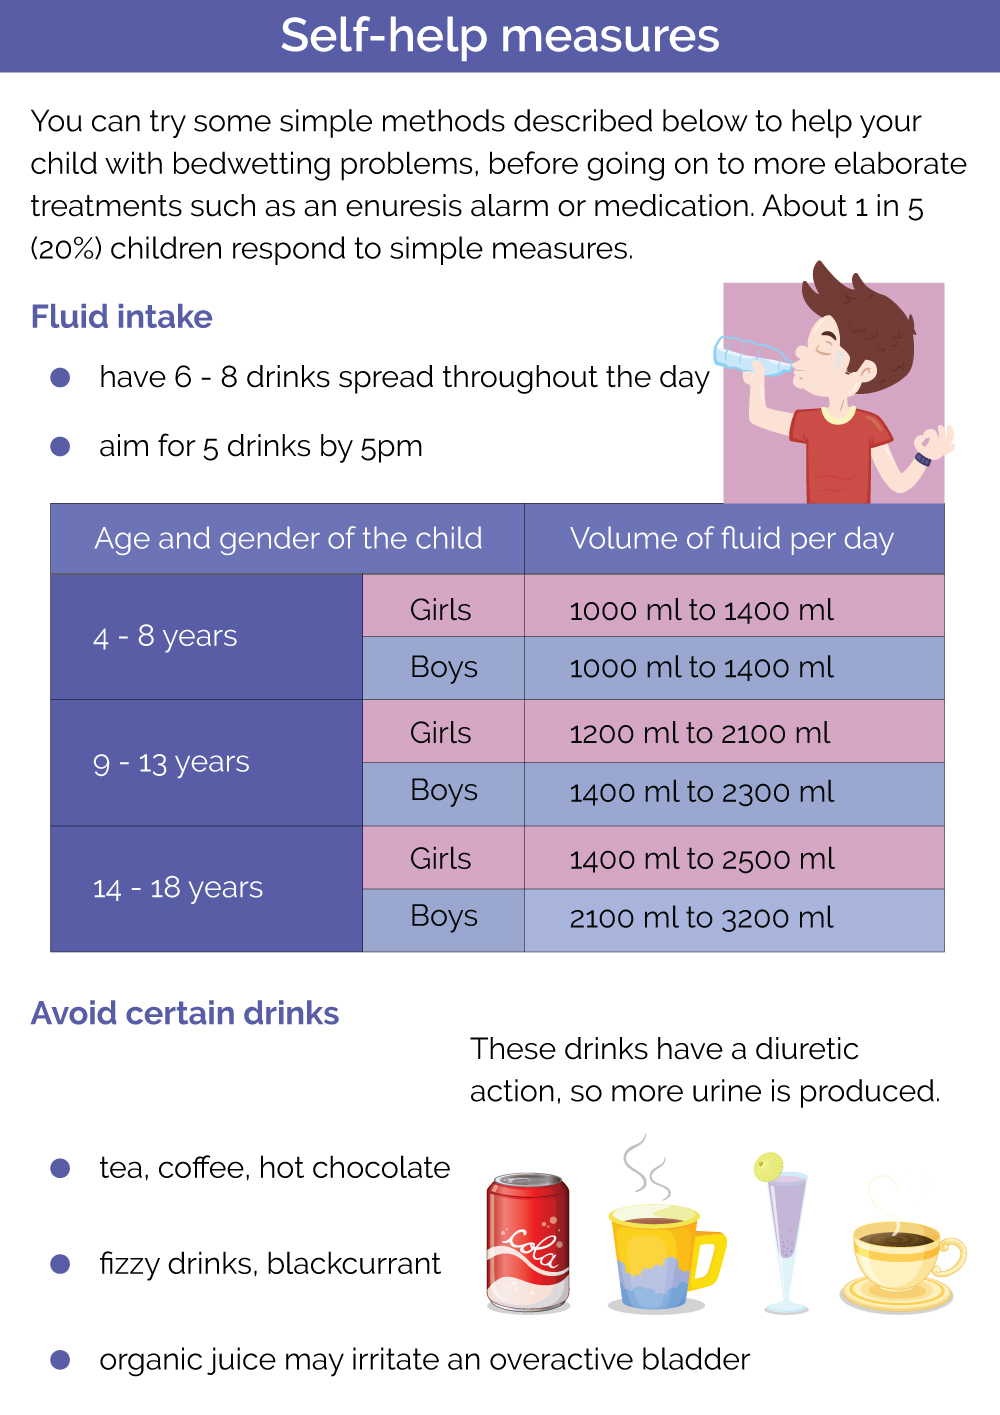 Self-help measures
You can try some simple methods described below to help your
child with bedwetting problems, before going on to more elaborate
treatments such as an enuresis alarm or medication. About 1 in 5
(20%) children respond to simple measures.
Fluid intake
have 6 - 8 drinks spread throughout the day
aim for 5 drinks by 5pm
Age and gender of the child
Volume of fluid per day
4 - 8 years
Girls
1000 ml to 1400 ml
Boys
1000 ml to 1400 ml
9 - 13 years
Girls
1200 ml to 2100 ml
Boys
1400 ml to 2300 ml
14 - 18 years
Girls
1400 ml to 2500 ml
Boys
2100 ml to 3200 ml
Avoid certain drinks
These drinks have a diuretic
action, so more urine is produced.
tea, coffee, hot chocolate
fizzy drinks, blackcurrant
Cola
organic juice may irritate an overactive bladder